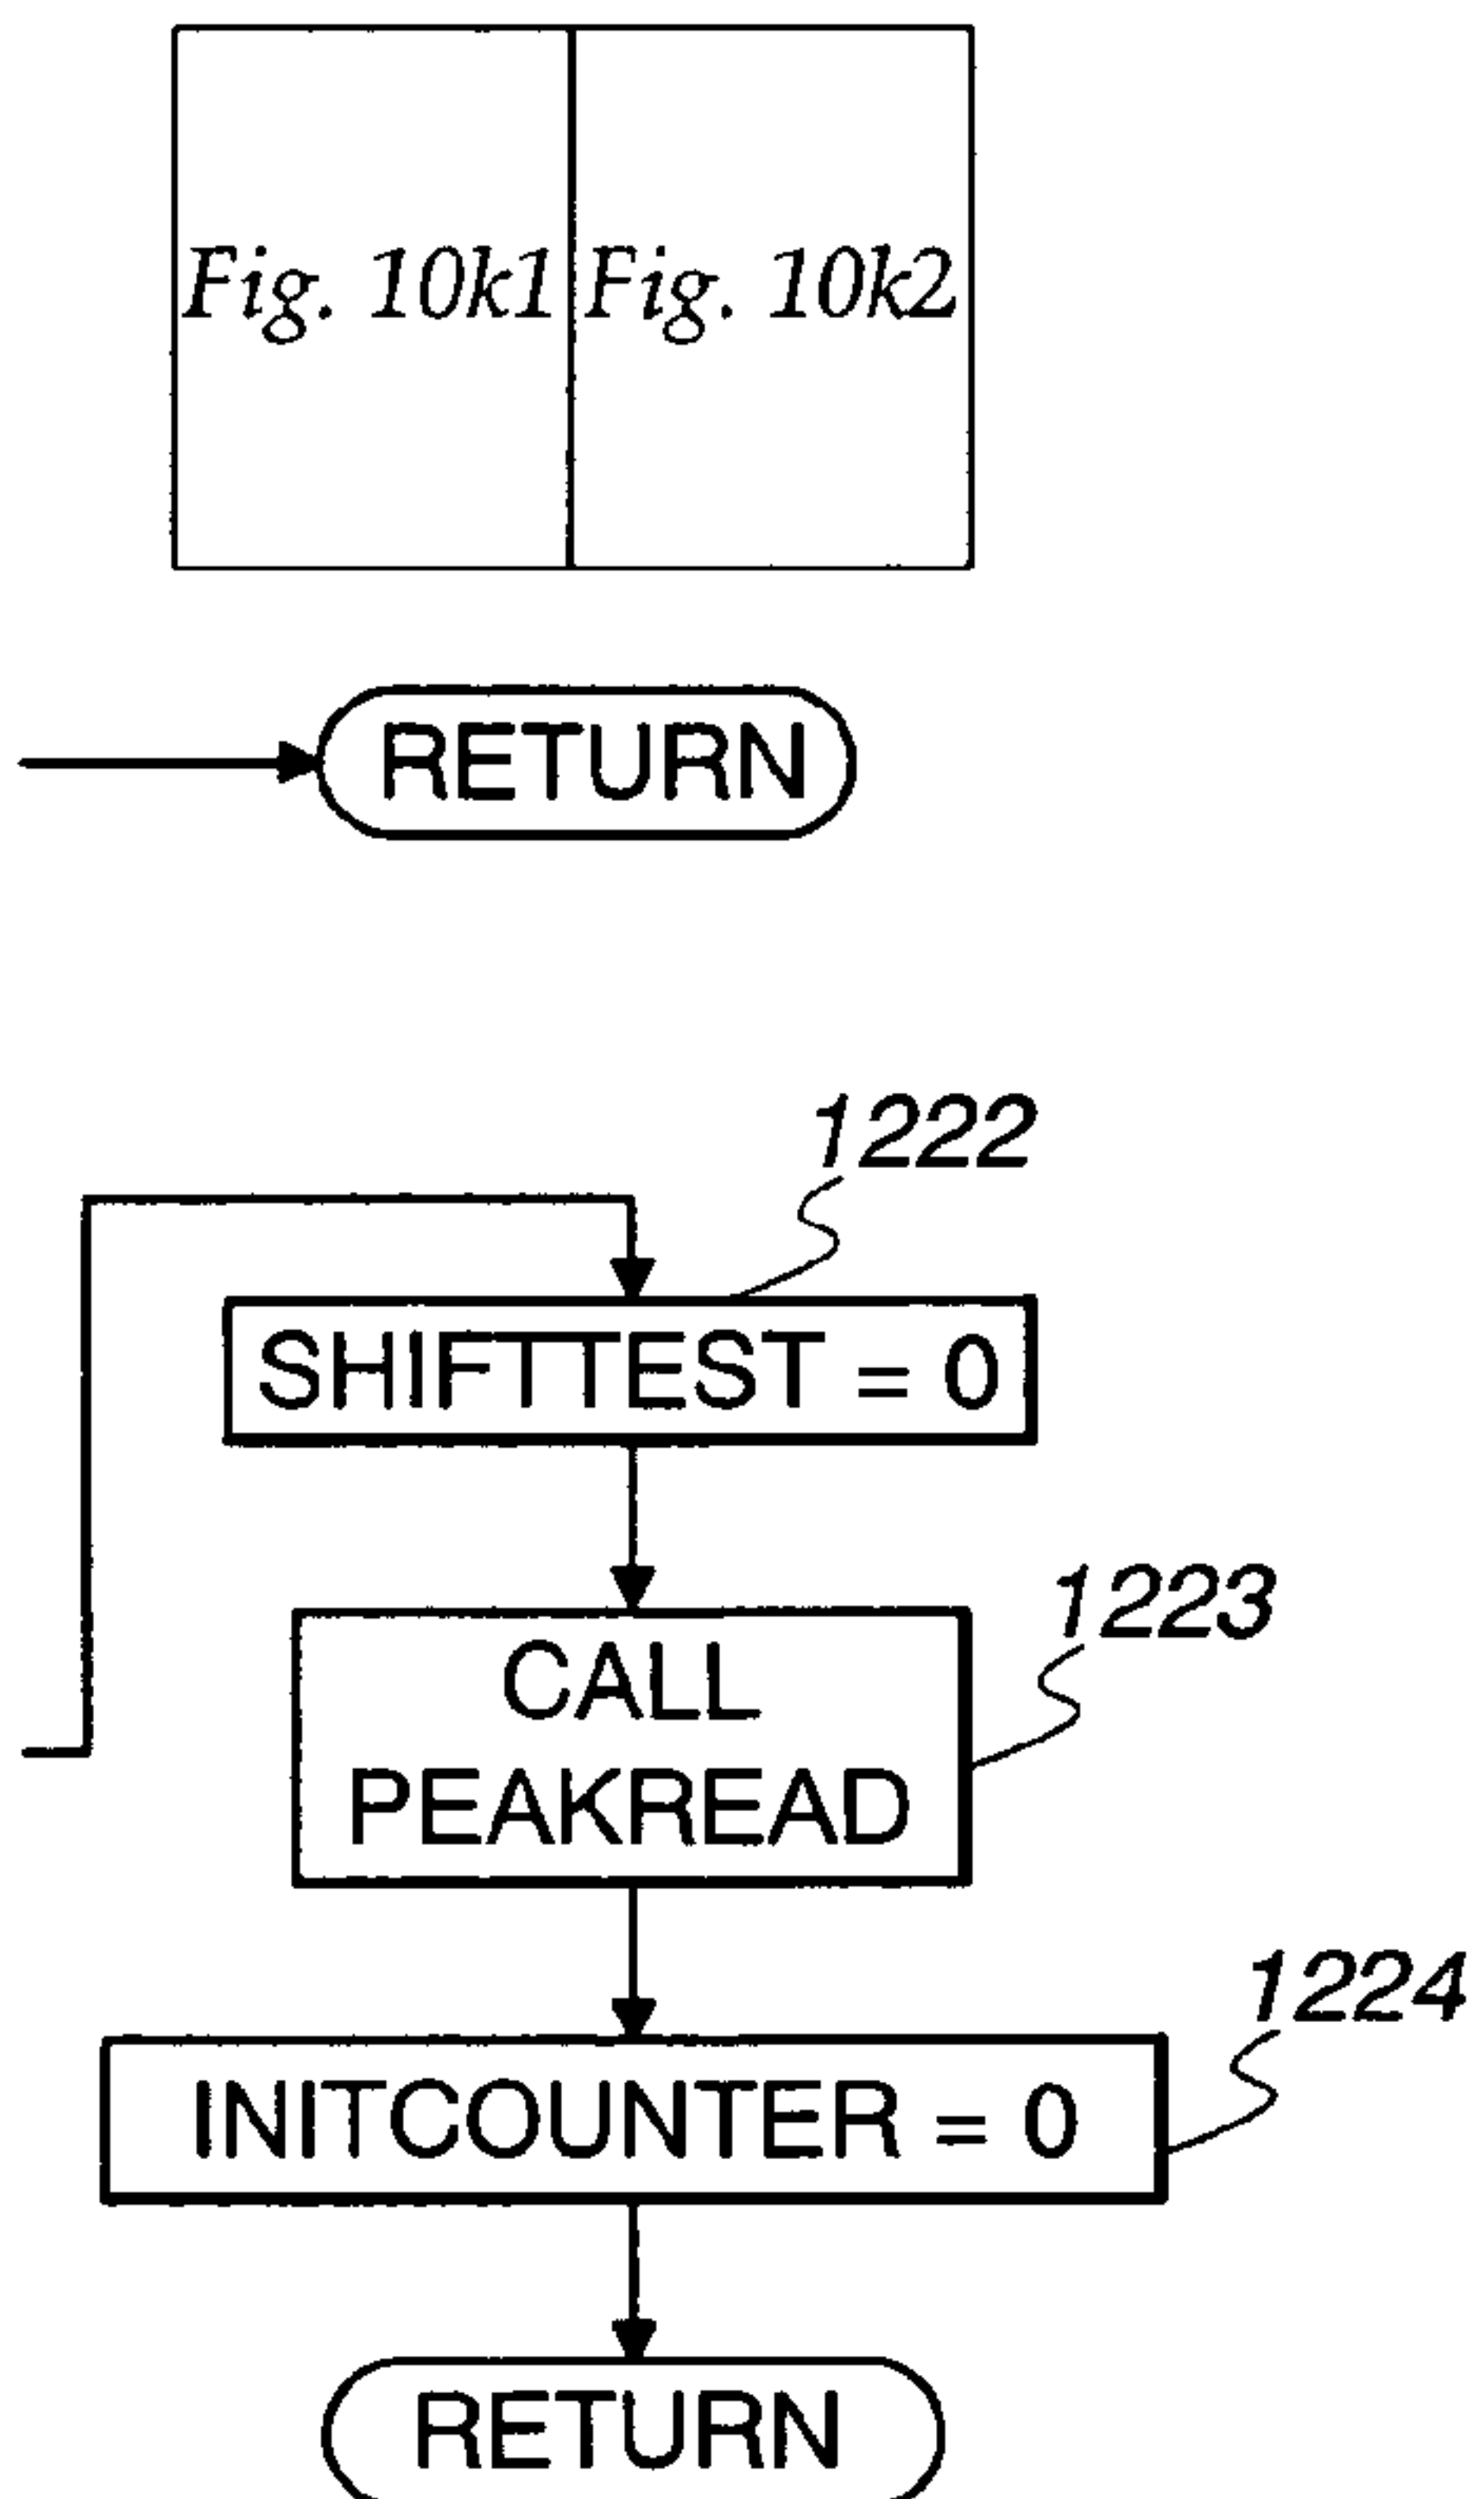 Fig. 10k1 Fig. 10k2
RETURN
1222
SHIFTTEST = 0
1223
CALL
PEAKREAD
1224
INITCOUNTER = 0
RETURN